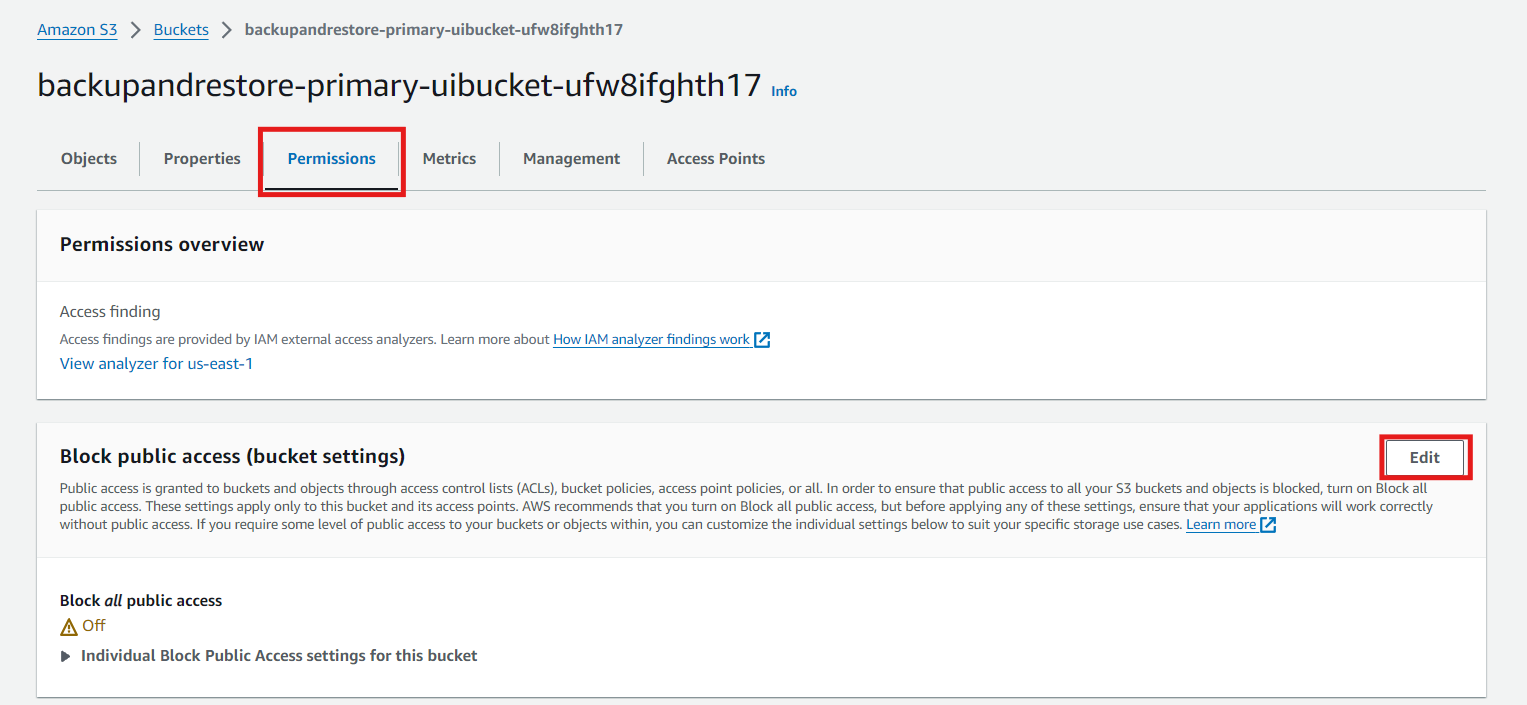 Amazon S3 > Buckets > backupandrestore-primary-uibucket-ufw8ifghth17
backupandrestore-primary-uibucket-ufw8ifghth17 Info
Objects Properties Permissions Metrics Management Access Points
Permissions overview
Access finding
Access findings are provided by IAM external access analyzers. Learn more about How IAM analyzer findings work
View analyzer for us-east-1
Block public access (bucket settings) Edit
Public access is granted to buckets and objects through access control lists (ACLs), bucket policies, access point policies, or all. In order to ensure that public access to all your S3 buckets and objects is blocked, turn on Block all
public access. These settings apply only to this bucket and its access points. AWS recommends that you turn on Block all public access, but before applying any of these settings, ensure that your applications will work correctly
without public access. If you require some level of public access to your buckets or objects within, you can customize the individual settings below to suit your specific storage use cases. Learn more
Block all public access
Off
Individual Block Public Access settings for this bucket